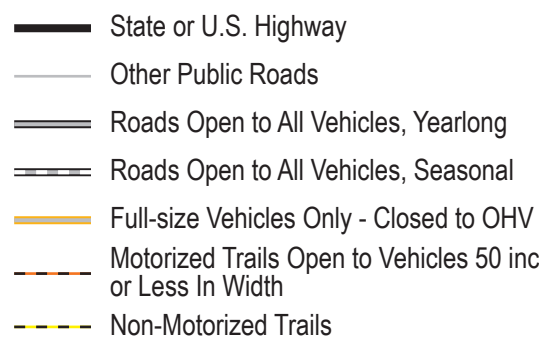 State or U.S. Highway
Other Public Roads
Roads Open to All Vehicles, Yearlong
Roads Open to All Vehicles, Seasonal
Full-size Vehicles Only - Closed to OHV
Motorized Trails Open to Vehicles 50 inc
or Less In Width
Non-Motorized Trails